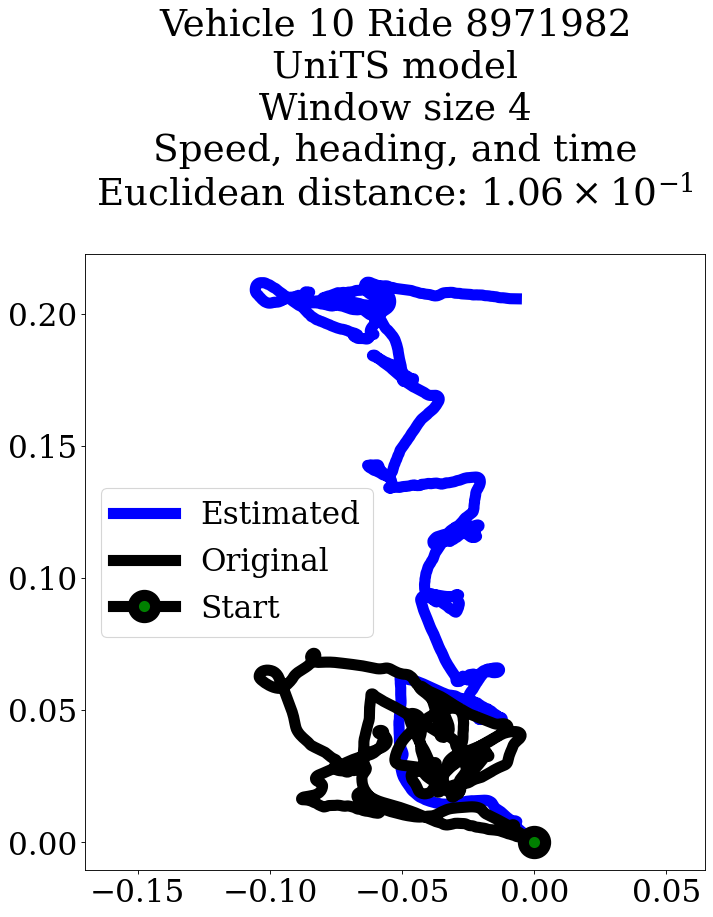 Vehicle 10 Ride 8971982
UniTS model
Window size 4
Speed, heading, and time
Euclidean distance: 1.06 × 10⁻¹
0.20
0.15
Estimated
Original
0.10
Start
0.05
0.00
−0.15 −0.10 −0.05 0.00 0.05